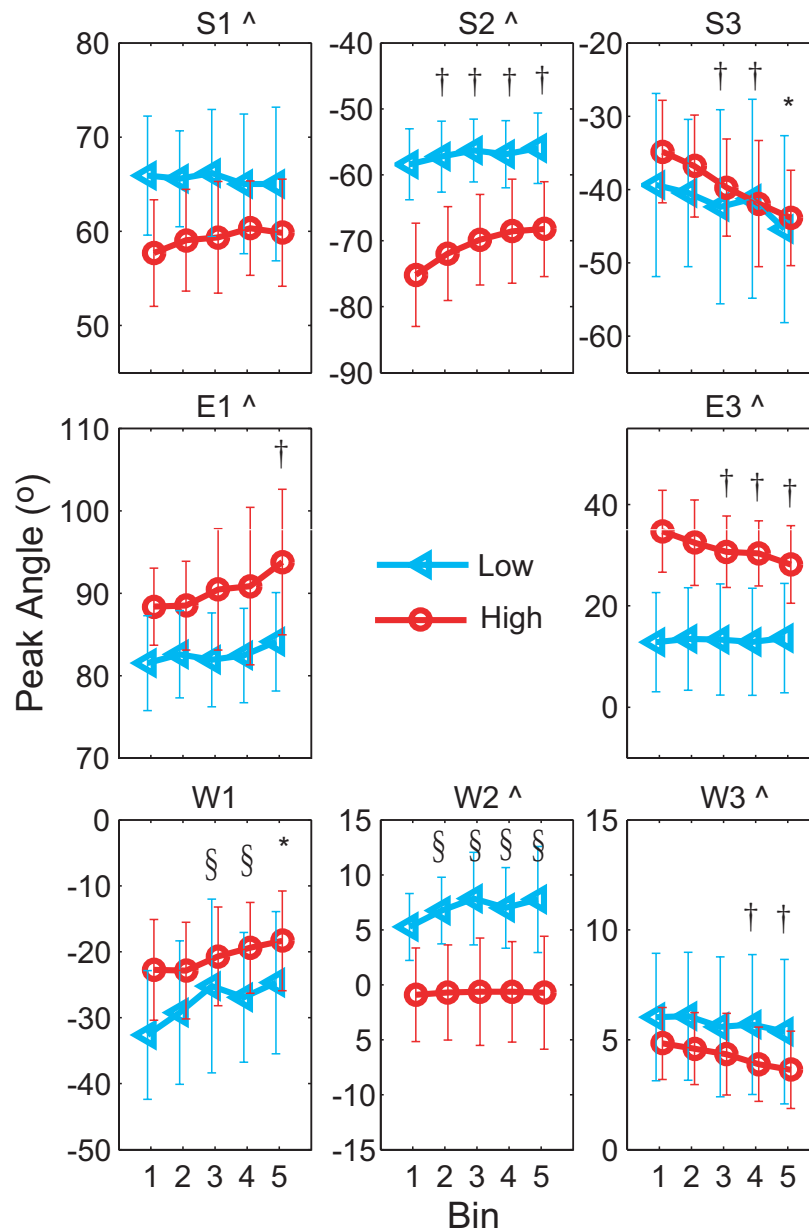 S1 ^
80
70
60
50
S2 ^
-40
-50
-60
-70
-80
-90
† † † †
S3
-20
-30
-40
-50
-60
† † *
E1 ^
110
100
90
80
70
†
Low
High
E3 ^
40
20
0
† † †
Peak Angle (º)
W1
0
-10
-20
-30
-40
-50
§ § *
1 2 3 4 5
W2 ^
15
10
5
-0
5
-10
-15
§ § § §
1 2 3 4 5
W3 ^
15
10
5
0
† †
1 2 3 4 5
Bin